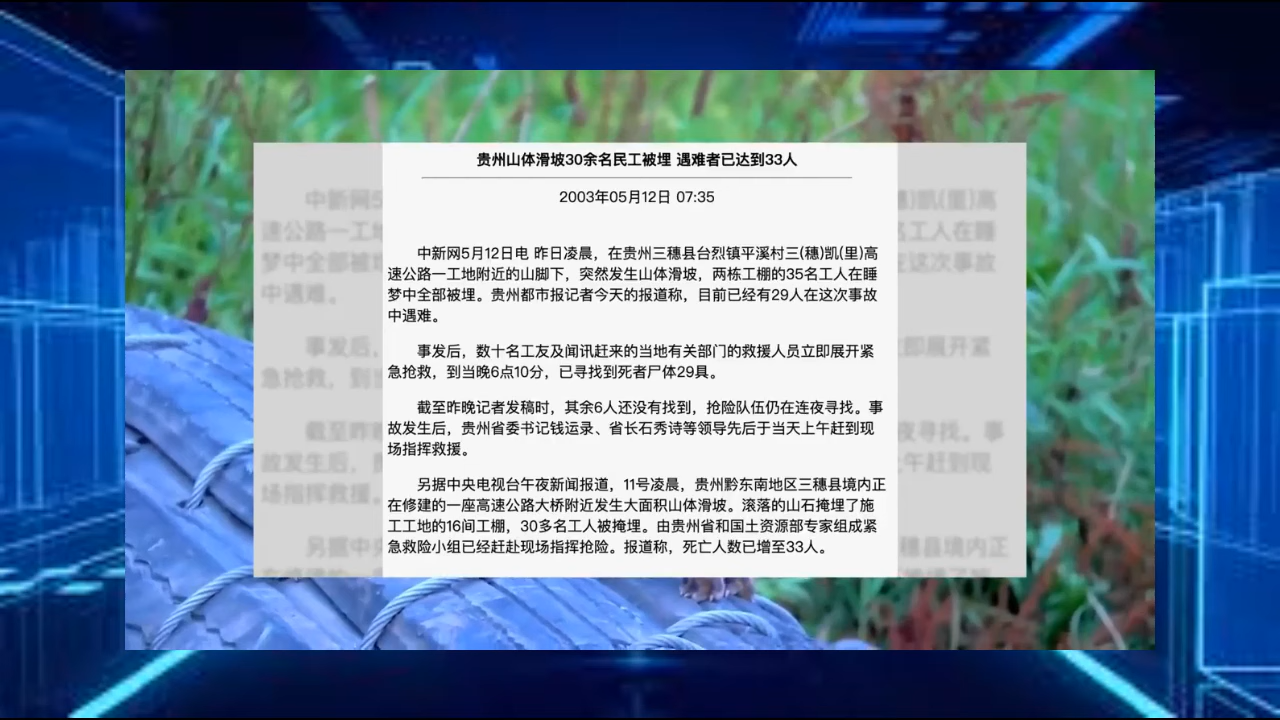 贵州山体滑坡30余名民工被埋 遇难者已达到33人
2003年05月12日 07:35
中新网5月12日电 昨日凌晨，在贵州三穗县台烈镇平溪村三(穗)凯(里)高
速公路一工地附近的山脚下，突然发生山体滑坡，两栋工棚的35名工人在睡
梦中全部被埋。贵州都市报记者今天的报道称，目前已经有29人在这次事故
中遇难。
事发后，数十名工友及闻讯赶来的当地有关部门的救援人员立即展开紧
急抢救，到当晚6点10分，已寻找到死者尸体29具。
截至昨晚记者发稿时，其余6人还没有找到，抢险队伍仍在连夜寻找。事
故发生后，贵州省委书记钱运录、省长石秀诗等领导先后于当天上午赶到现
场指挥救援。
另据中央电视台午夜新闻报道，11号凌晨，贵州黔东南地区三穗县境内正
在修建的一座高速公路大桥附近发生大面积山体滑坡。滚落的山石掩埋了施
工工地的16间工棚，30多名工人被掩埋。由贵州省和国土资源部专家组成紧
急救险小组已经赶赴现场指挥抢险。报道称，死亡人数已增至33人。